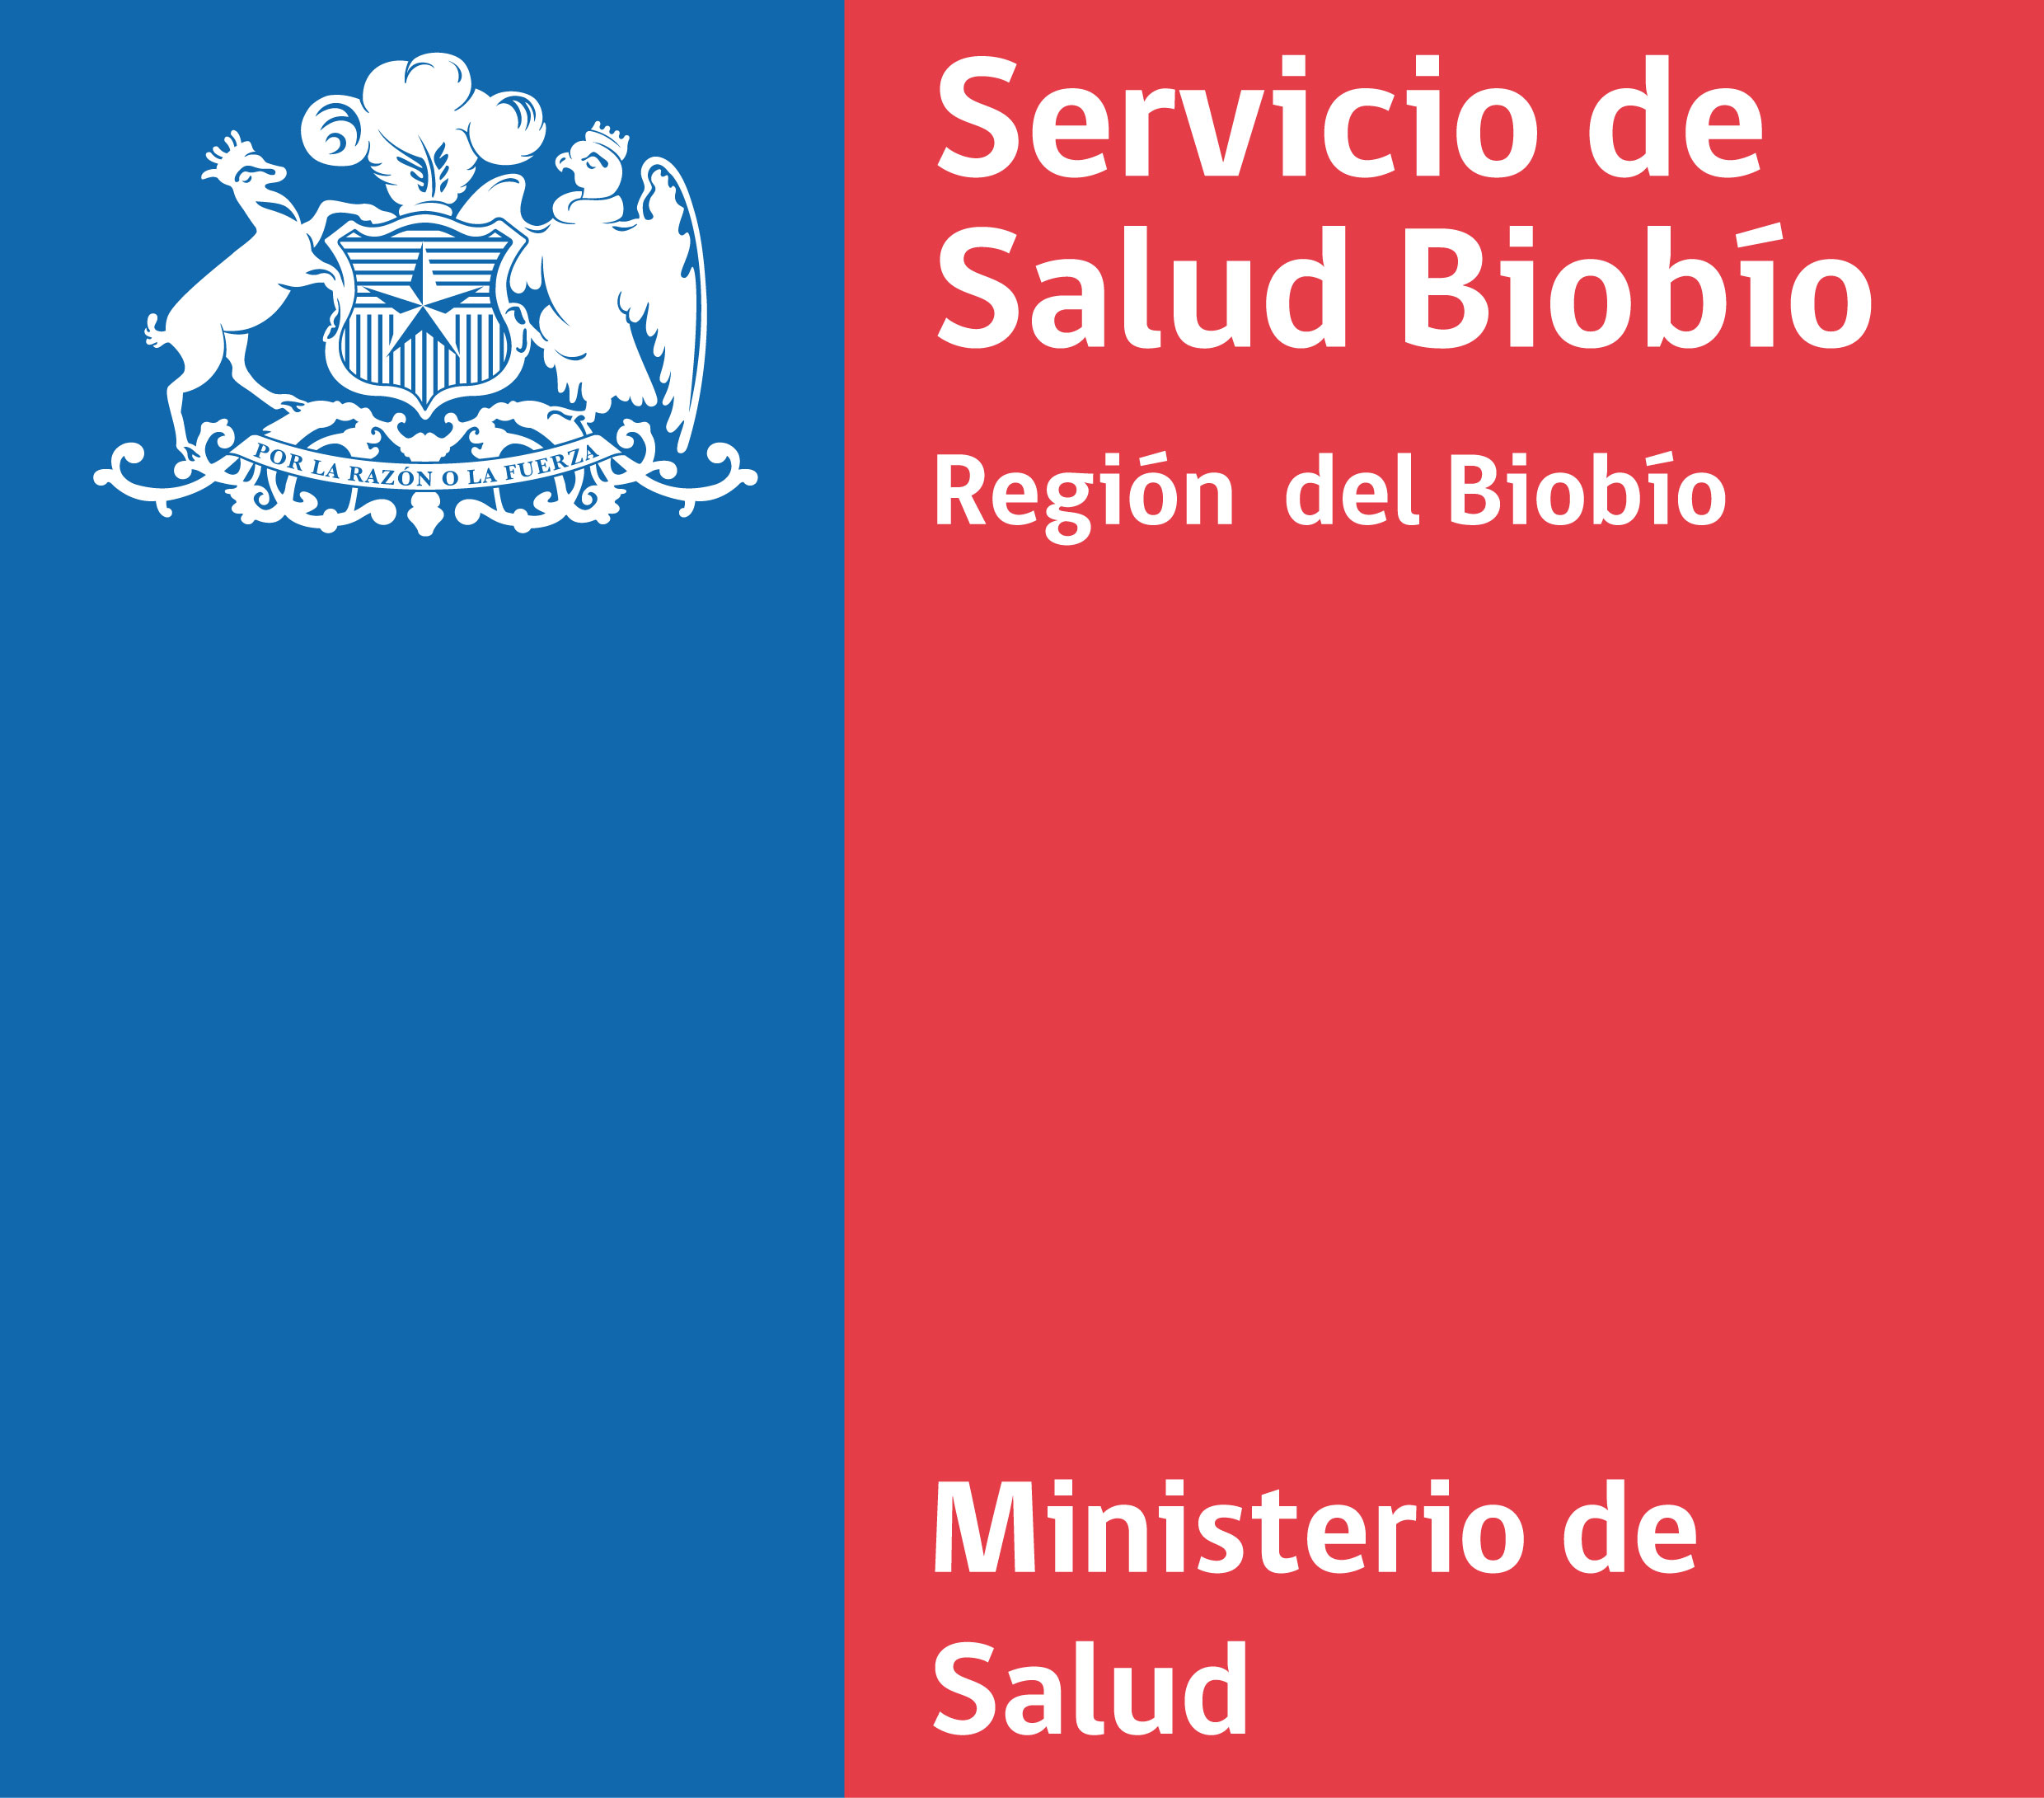 POR LA RAZÓN O LA FUERZA
Servicio de
Salud Biobío
Región del Biobío
Ministerio de
Salud